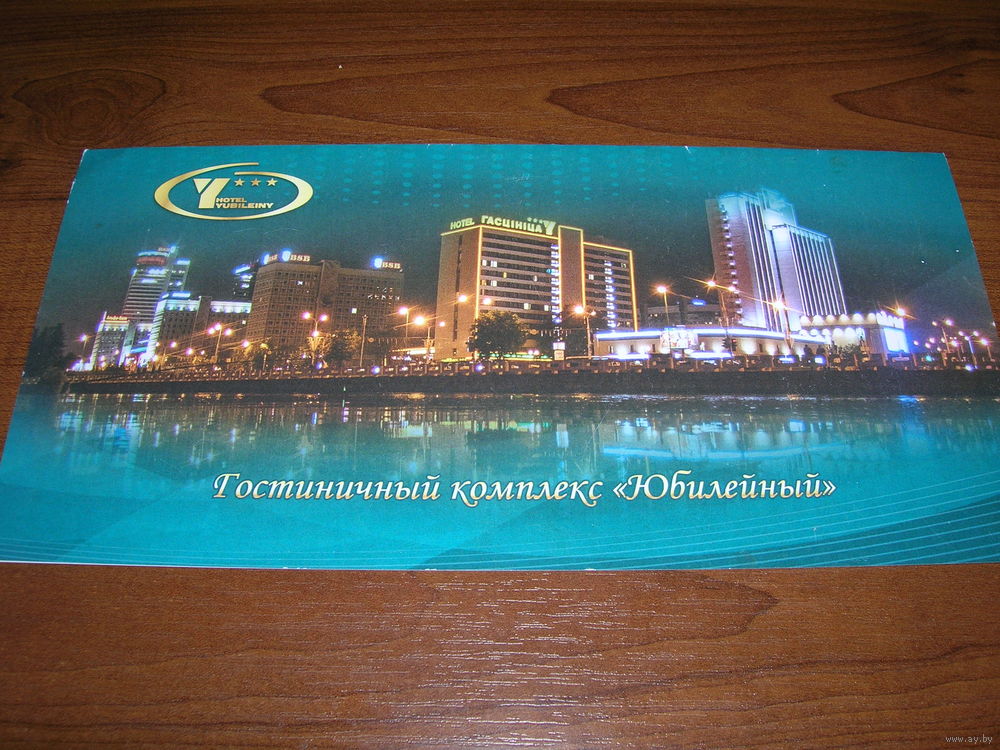 Y
HOTEL
YUBILEINY
HOTEL ГАСЦІНІЦА Y
BSB
BSB
Гостиничный комплекс «Юбилейный»
www.ay.by